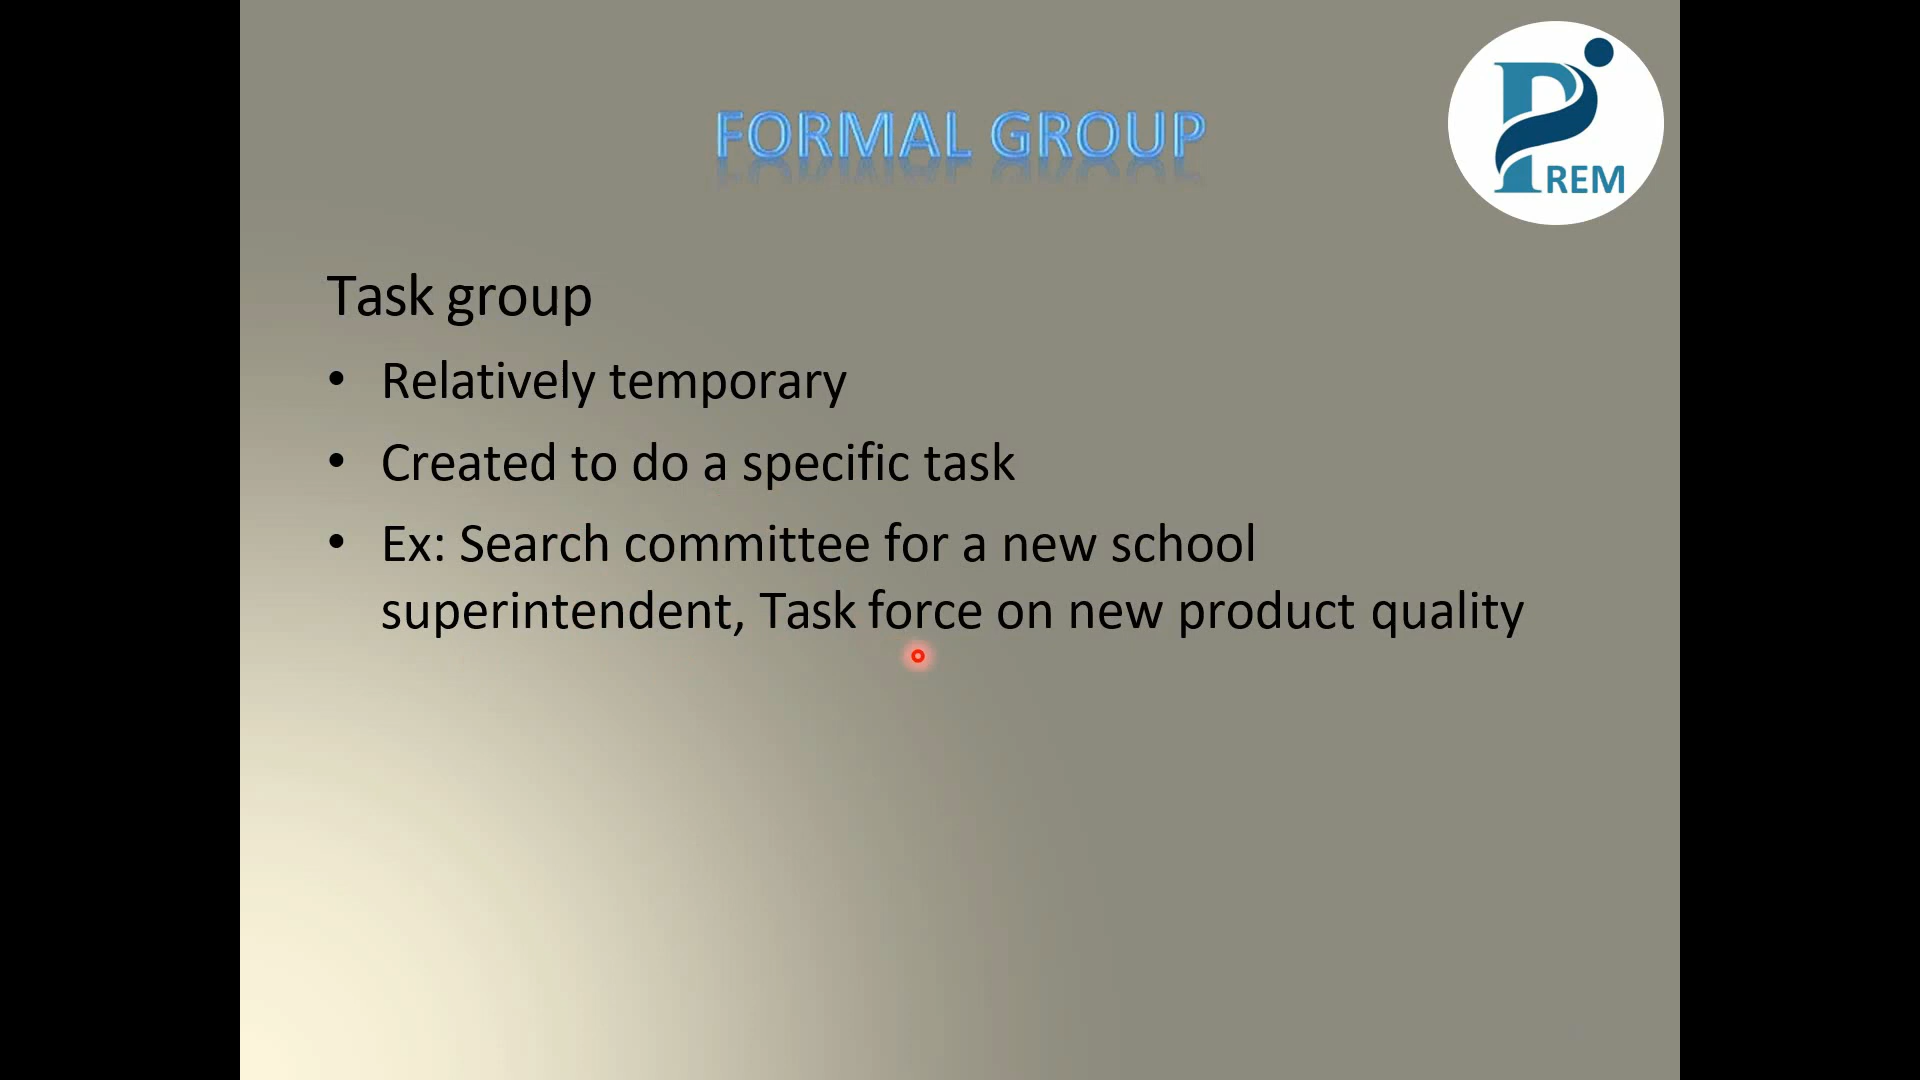 FORMAL GROUP
PREM
Task group
• Relatively temporary
• Created to do a specific task
• Ex: Search committee for a new school
superintendent, Task force on new product quality